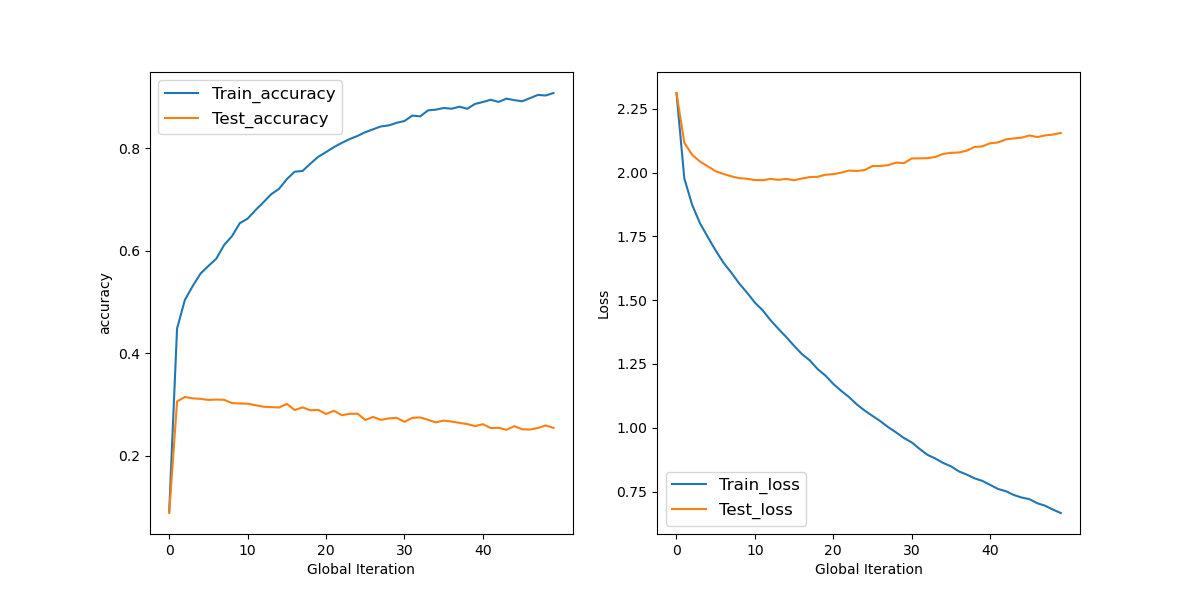 Train_accuracy
Test_accuracy
accuracy
0.8
0.6
0.4
0.2
0
10
20
30
40
Global Iteration
Loss
2.25
2.00
1.75
1.50
1.25
1.00
0.75
Train_loss
Test_loss
0
10
20
30
40
Global Iteration